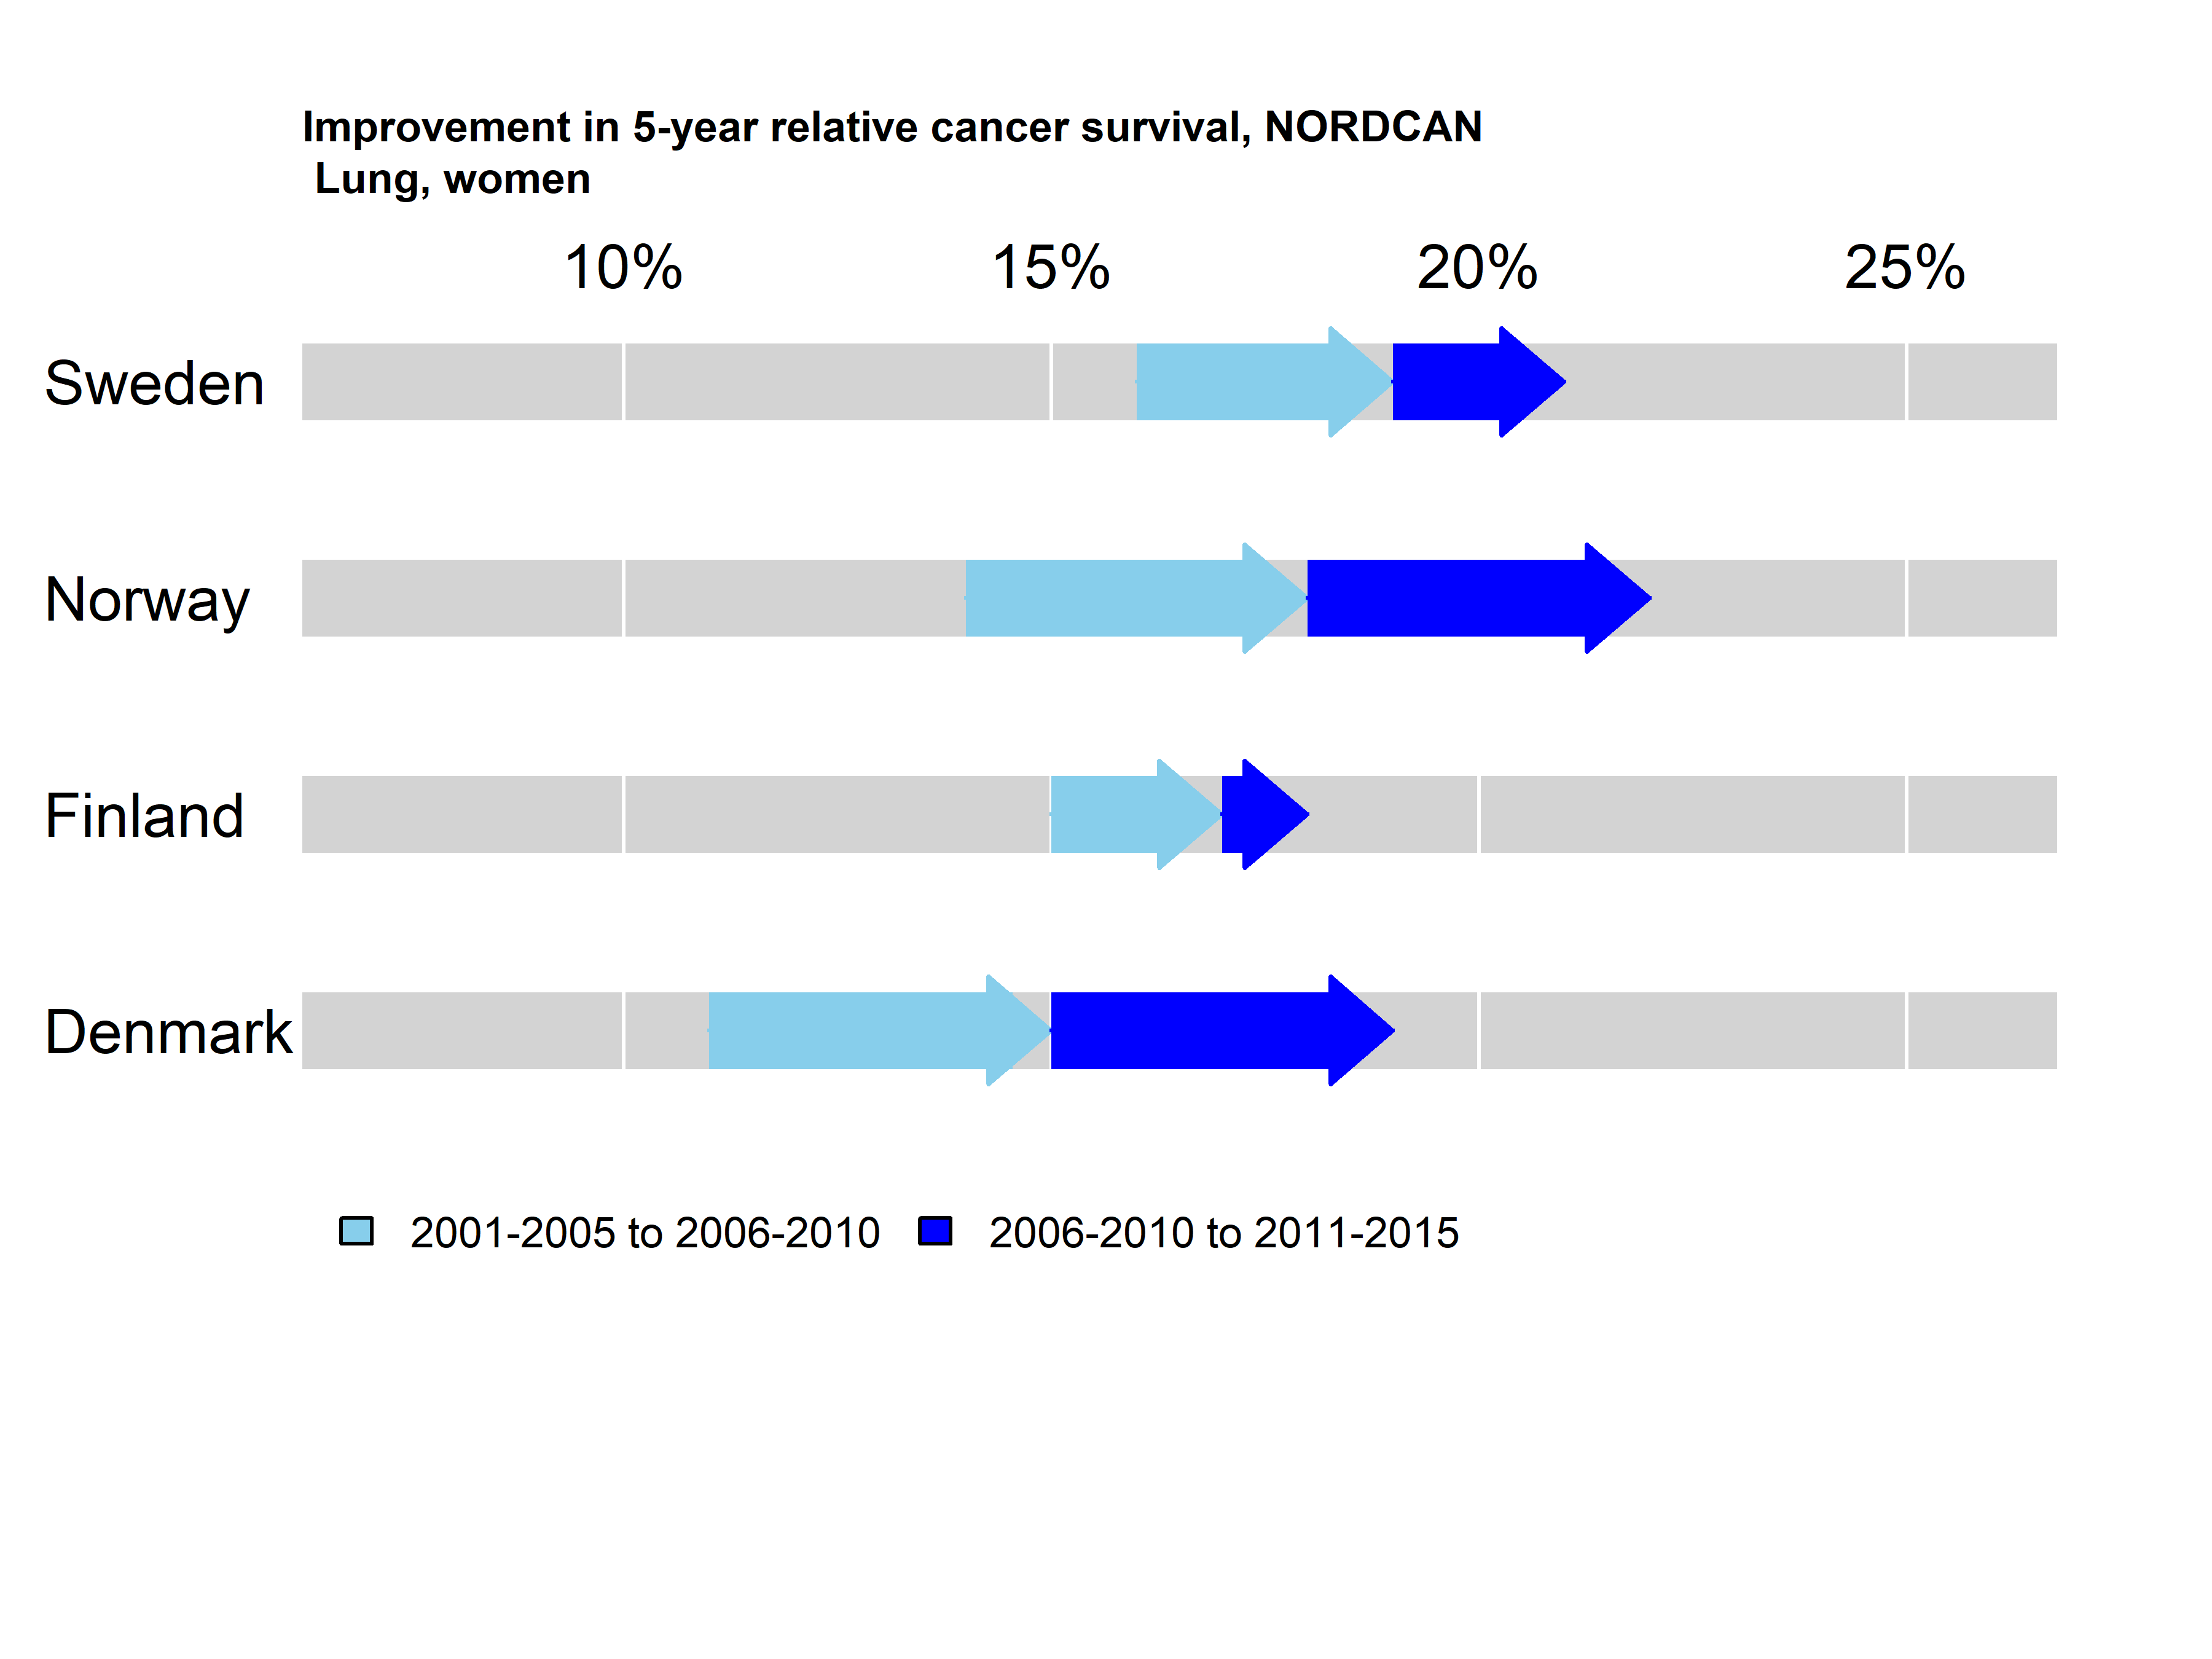 Improvement in 5-year relative cancer survival, NORDCAN
Lung, women
10% 15% 20% 25%
Sweden
Norway
Finland
Denmark
2001-2005 to 2006-2010 2006-2010 to 2011-2015